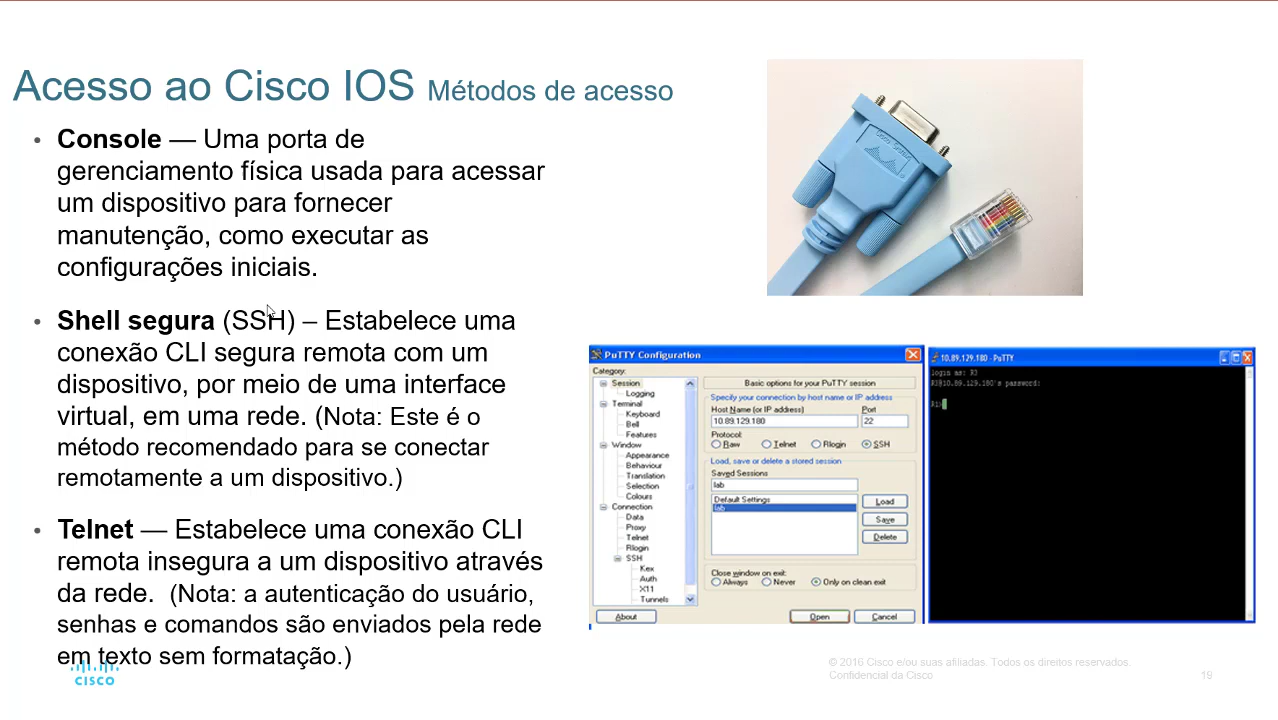 Acesso ao Cisco IOS Métodos de acesso
• Console — Uma porta de
gerenciamento física usada para acessar
um dispositivo para fornecer
manutenção, como executar as
configurações iniciais.
• Shell segura (SSH) – Estabelece uma
conexão CLI segura remota com um
dispositivo, por meio de uma interface
virtual, em uma rede. (Nota: Este é o
método recomendado para se conectar
remotamente a um dispositivo.)
• Telnet — Estabelece uma conexão CLI
remota insegura a um dispositivo através
da rede. (Nota: a autenticação do usuário,
senhas e comandos são enviados pela rede
em texto sem formatação.)
CISCO
PuTTY Configuration
Category:
Session
Logging
Terminal
Keyboard
Bell
Features
Window
Appearance
Behaviour
Translation
Selection
Colours
Connection
Data
Proxy
Telnet
Rlogin
SSH
Kex
Auth
X11
Tunnels
Basic options for your PuTTY session
Specify your connection by host name or IP address
Host Name (or IP address) Port
10.89.129.180 22
Protocol:
Raw Telnet Rlogin SSH
Load, save or delete a stored session
Saved Sessions
lab
Default Settings
lab
Load
Save
Delete
Close window on exit:
Always Never Only on clean exit
About Open Cancel
10.89.129.180 - PuTTY
login as: R3
R3@10.89.129.180's password:
© 2016 Cisco e/ou suas afiliadas. Todos os direitos reservados.
Confidencial da Cisco
19